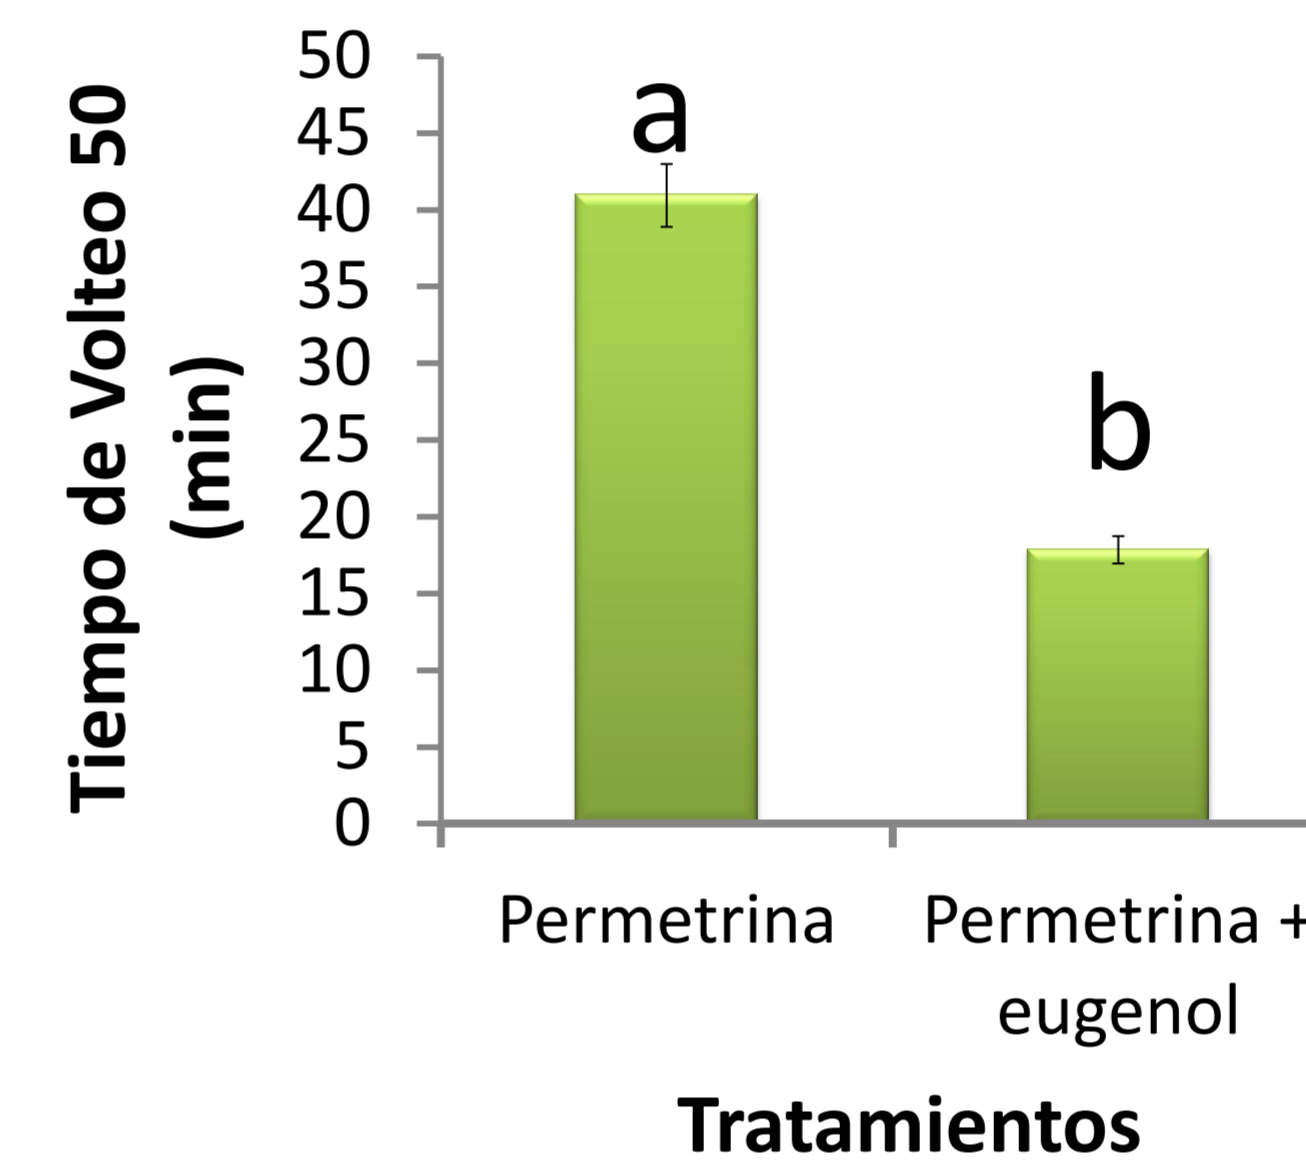 Tiempo de Volteo 50
(min)
50
45
40
35
30
25
20
15
10
5
0
a
b
Permetrina
Permetrina +
eugenol
Tratamientos